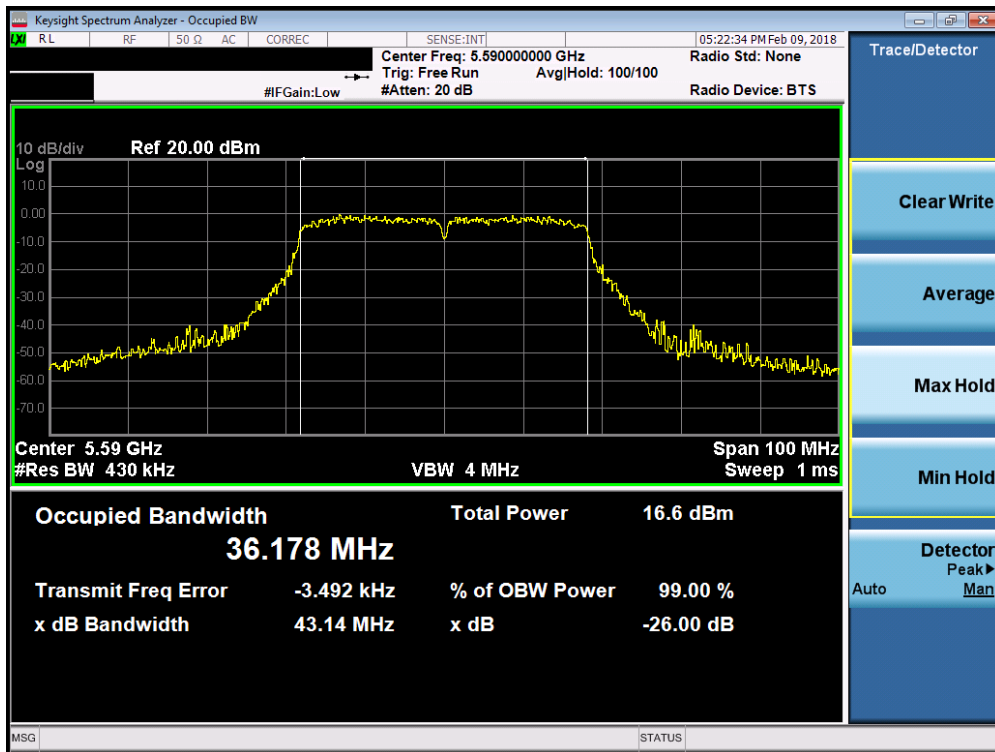 Keysight Spectrum Analyzer - Occupied BW
LXI RL RF 50 Ω AC CORREC SENSE:INT 05:22:34 PM Feb 09, 2018
Center Freq: 5.590000000 GHz Radio Std: None
Trig: Free Run Avg|Hold: 100/100
#IFGain:Low #Atten: 20 dB Radio Device: BTS
10 dB/div Ref 20.00 dBm
Log
10.0
0.00
-10.0
-20.0
-30.0
-40.0
-50.0
-60.0
-70.0
Center 5.59 GHz Span 100 MHz
#Res BW 430 kHz VBW 4 MHz Sweep 1 ms
Occupied Bandwidth Total Power 16.6 dBm
36.178 MHz
Transmit Freq Error -3.492 kHz % of OBW Power 99.00 %
x dB Bandwidth 43.14 MHz x dB -26.00 dB
MSG STATUS
Trace/Detector
Clear Write
Average
Max Hold
Min Hold
Detector
Peak▶
Auto Man